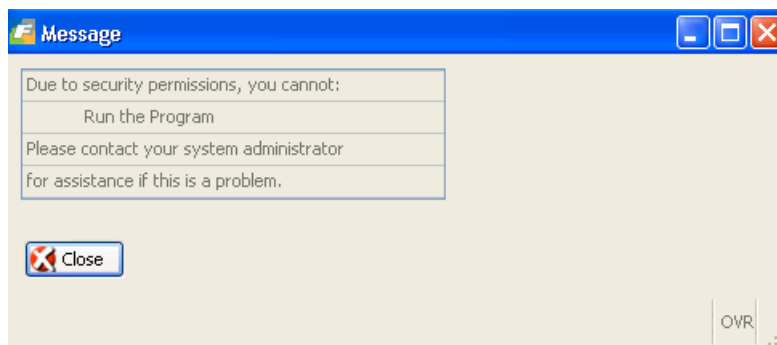 Message
Due to security permissions, you cannot:
Run the Program
Please contact your system administrator
for assistance if this is a problem.
Close
OVR